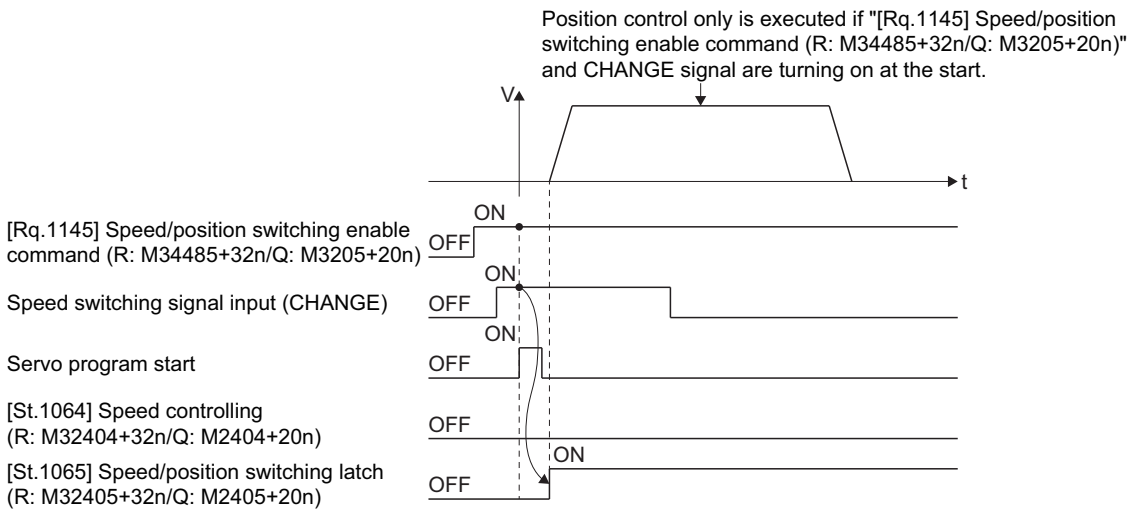 Position control only is executed if "[Rq.1145] Speed/position
switching enable command (R: M34485+32n/Q: M3205+20n)"
and CHANGE signal are turning on at the start.
V
t
ON
[Rq.1145] Speed/position switching enable
command (R: M34485+32n/Q: M3205+20n)
OFF
ON
Speed switching signal input (CHANGE)
OFF
ON
Servo program start
OFF
[St.1064] Speed controlling
(R: M32404+32n/Q: M2404+20n)
OFF
ON
[St.1065] Speed/position switching latch
(R: M32405+32n/Q: M2405+20n)
OFF